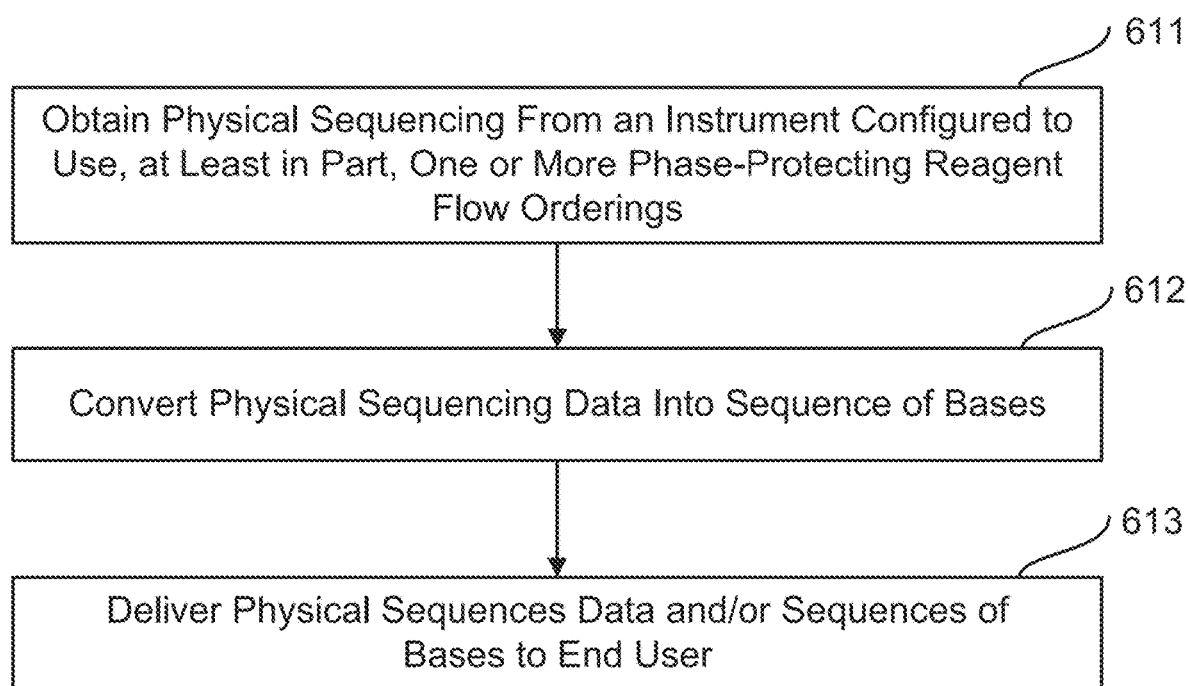 611
Obtain Physical Sequencing From an Instrument Configured to
Use, at Least in Part, One or More Phase-Protecting Reagent
Flow Orderings
612
Convert Physical Sequencing Data Into Sequence of Bases
613
Deliver Physical Sequences Data and/or Sequences of
Bases to End User